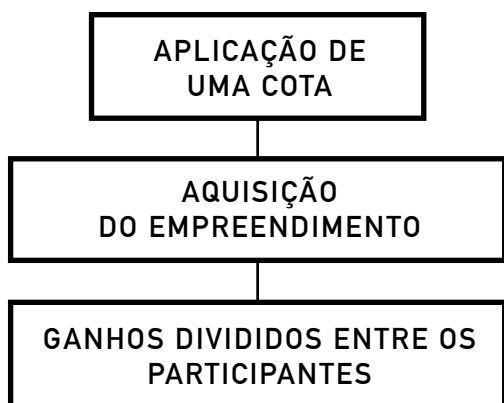 APLICAÇÃO DE
UMA COTA
AQUISIÇÃO
DO EMPREENDIMENTO
GANHOS DIVIDIDOS ENTRE OS
PARTICIPANTES